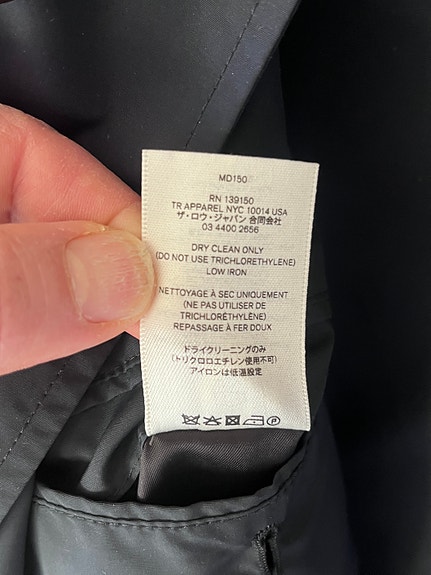 MD150
RN 139150
TR APPAREL NYC 10014 USA
ザ・ロウ・ジャパン 合同会社
03 4400 2656
DRY CLEAN ONLY
(DO NOT USE TRICHLORETHYLENE)
LOW IRON
NETTOYAGE À SEC UNIQUEMENT
(NE PAS UTILISER DE
TRICHLORÉTHYLÈNE)
REPASSAGE À FER DOUX
ドライクリーニングのみ
(トリクロロエチレン使用不可)
アイロンは低温設定